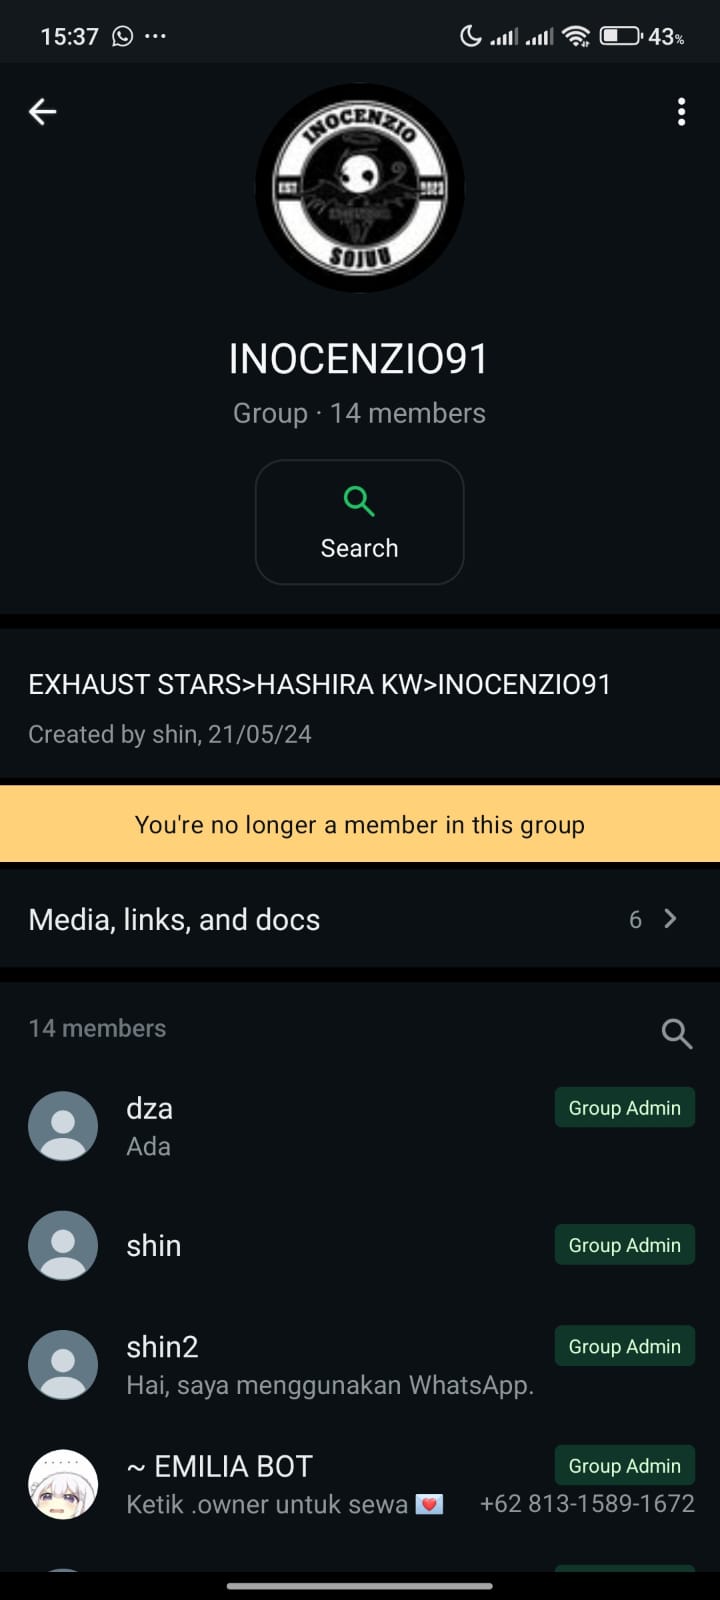 15:37
43%
INOCENZIO
EST
2023
SOJUU
INOCENZIO91
Group · 14 members
Search
EXHAUST STARS>HASHIRA KW>INOCENZIO91
Created by shin, 21/05/24
You're no longer a member in this group
Media, links, and docs 6
14 members
dza Group Admin
Ada
shin Group Admin
shin2 Group Admin
Hai, saya menggunakan WhatsApp.
~ EMILIA BOT Group Admin
Ketik .owner untuk sewa 💌 +62 813-1589-1672